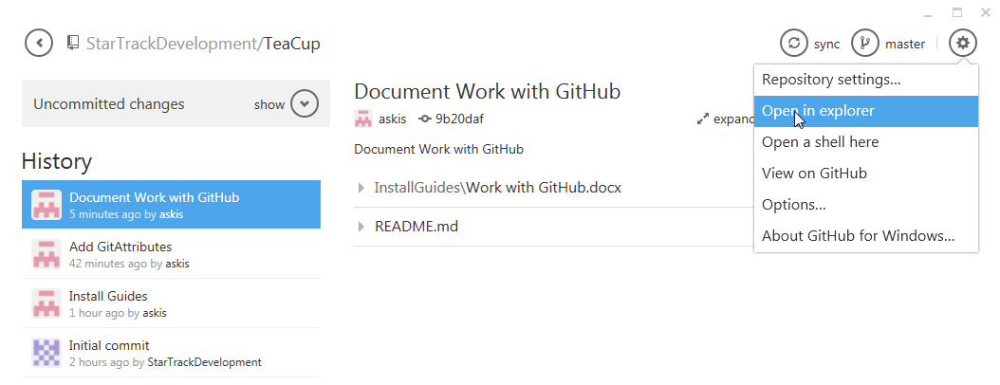 StarTrackDevelopment/TeaCup
sync
master
Uncommitted changes
show
History
Document Work with GitHub
5 minutes ago by askis
Add GitAttributes
42 minutes ago by askis
Install Guides
1 hour ago by askis
Initial commit
2 hours ago by StarTrackDevelopment
Document Work with GitHub
askis
9b20daf
expand
Document Work with GitHub
InstallGuides\Work with GitHub.docx
README.md
Repository settings...
Open in explorer
Open a shell here
View on GitHub
Options...
About GitHub for Windows...